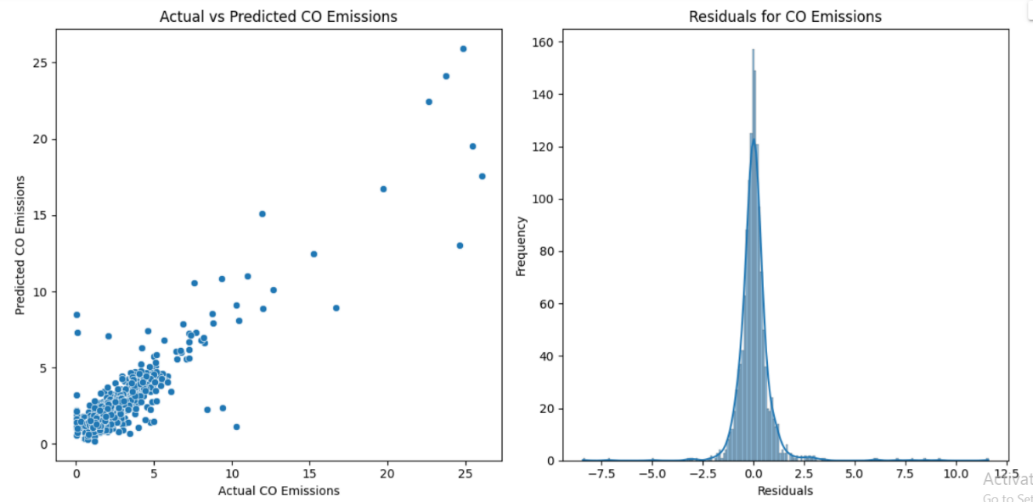 Actual vs Predicted CO Emissions
25
20
15
10
5
0
Predicted CO Emissions
0 5 10 15 20 25
Actual CO Emissions
Residuals for CO Emissions
160
140
120
100
80
60
40
20
0
Frequency
−7.5 −5.0 −2.5 0.0 2.5 5.0 7.5 10.0 12.5
Residuals
Activat
Go to Set